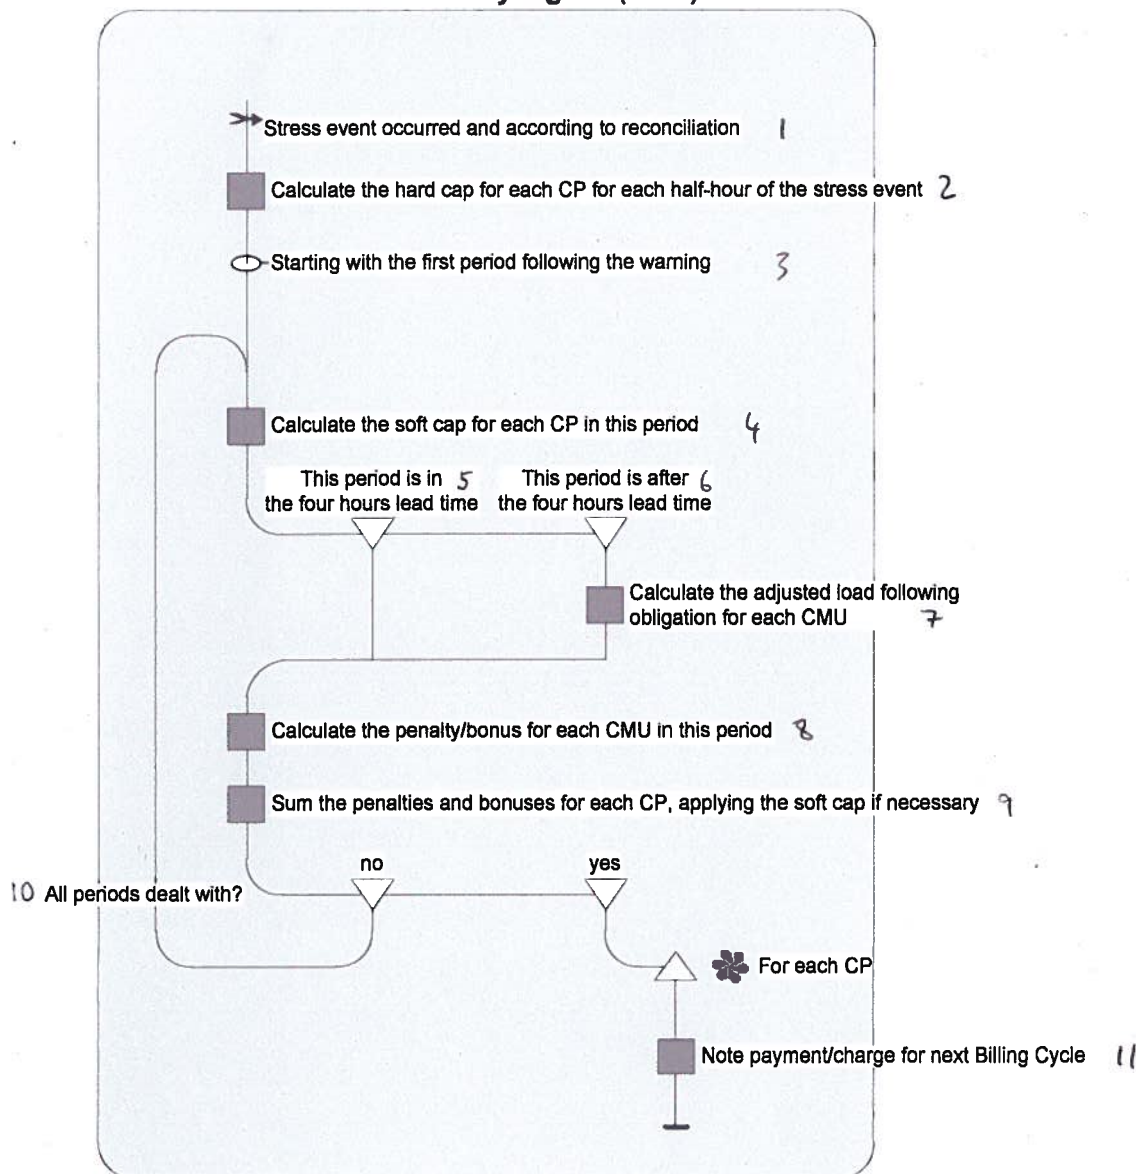 Stress event occurred and according to reconciliation 1
Calculate the hard cap for each CP for each half-hour of the stress event 2
Starting with the first period following the warning 3
Calculate the soft cap for each CP in this period 4
This period is in 5
the four hours lead time
This period is after 6
the four hours lead time
Calculate the adjusted load following
obligation for each CMU 7
Calculate the penalty/bonus for each CMU in this period 8
Sum the penalties and bonuses for each CP, applying the soft cap if necessary 9
no
yes
10 All periods dealt with?
For each CP
Note payment/charge for next Billing Cycle 11